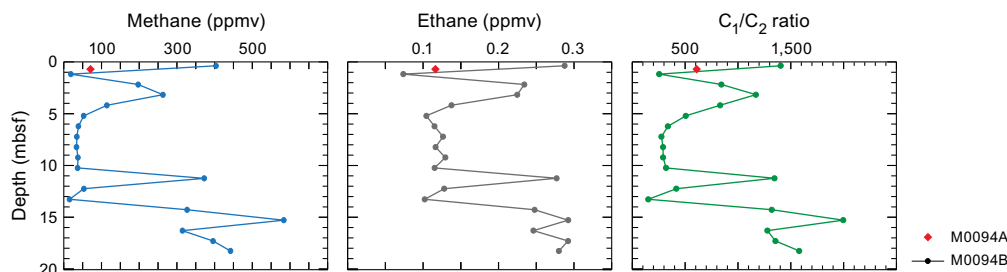 Methane (ppmv)
Ethane (ppmv)
C1/C2 ratio
100 300 500
0.1 0.2 0.3
500 1,500
0
5
10
15
20
Depth (mbsf)
M0094A
M0094B